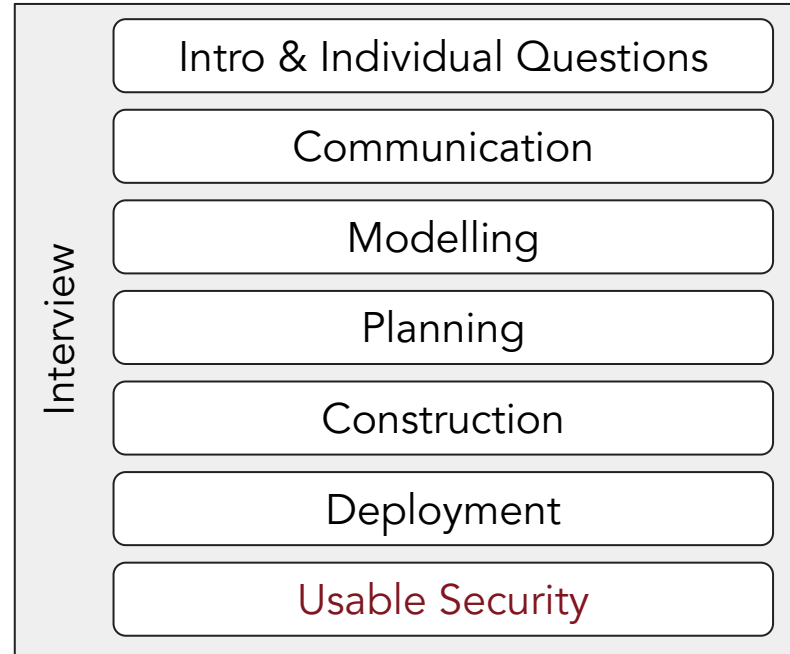 Interview
Intro & Individual Questions
Communication
Modelling
Planning
Construction
Deployment
Usable Security